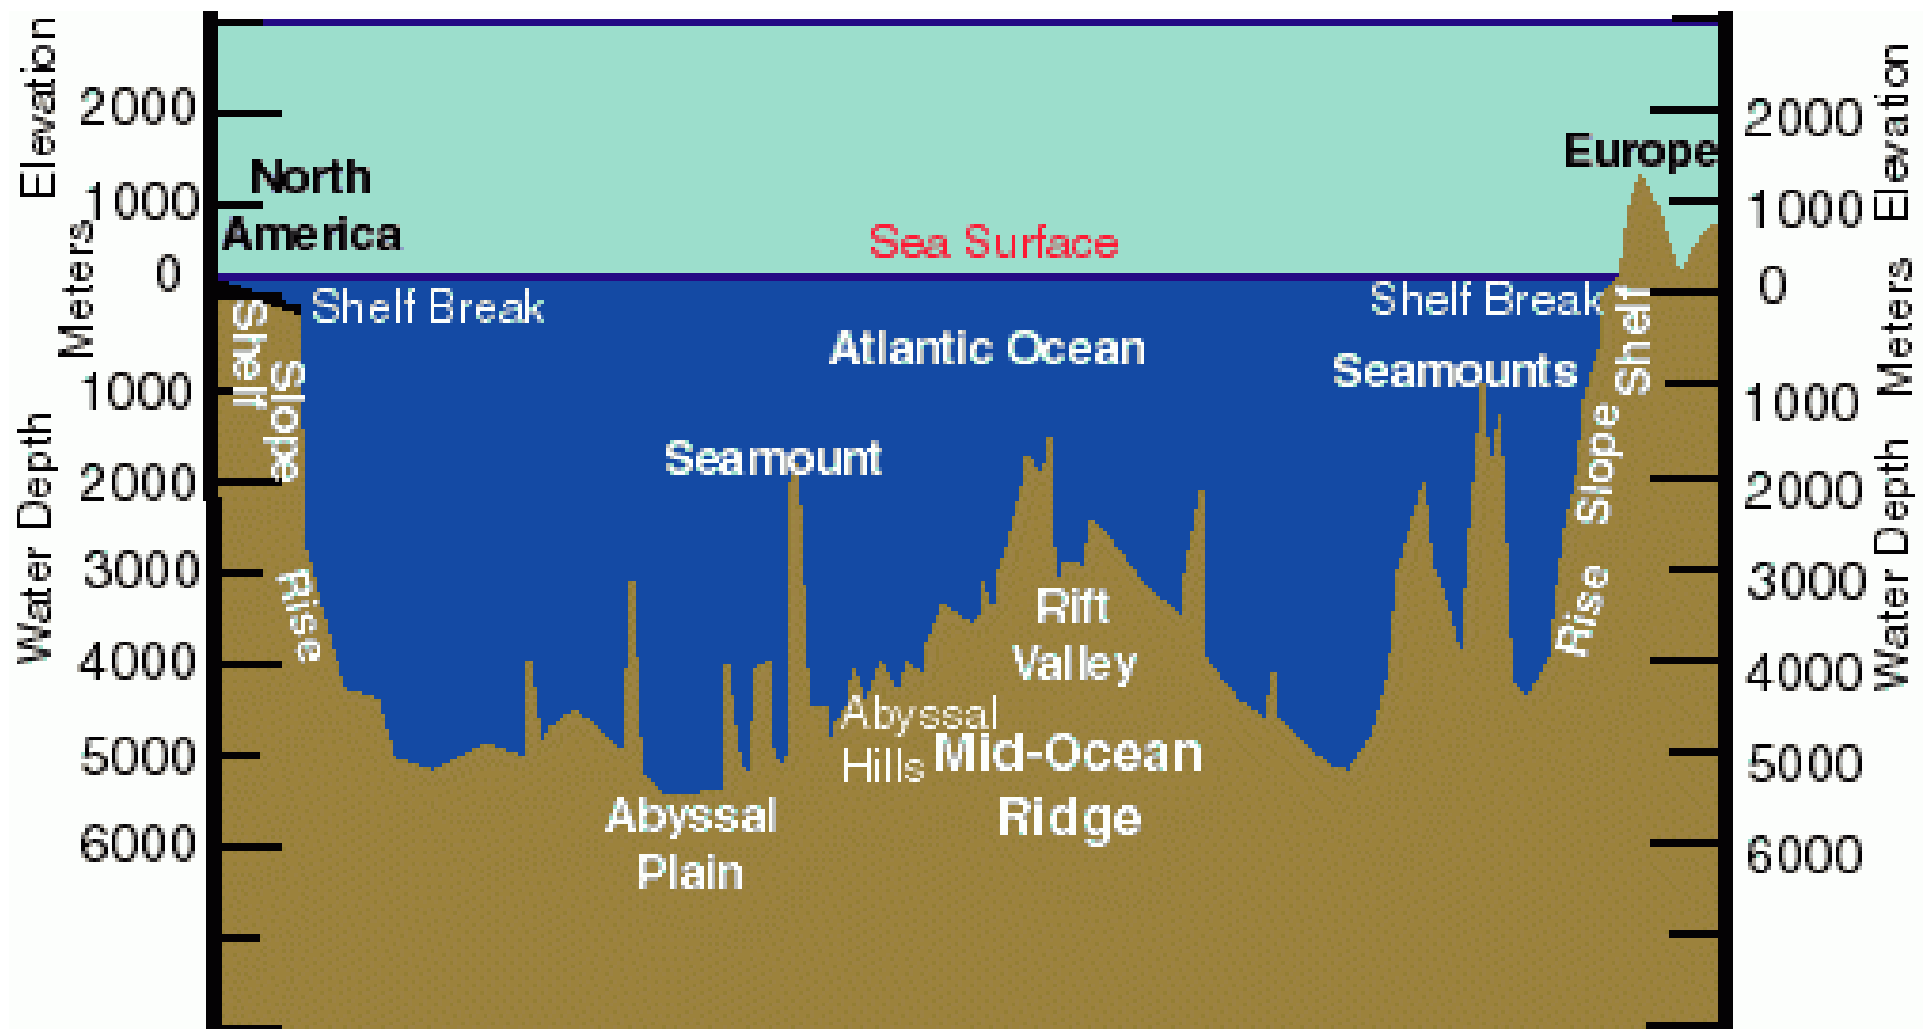 Elevation
Meters
Water Depth
2000
1000
0
1000
2000
3000
4000
5000
6000
North
America
Sea Surface
Europe
Shelf Break
Shelf Break
Atlantic Ocean
Seamounts
Seamount
Shelf
Slope
Rise
Shelf
Slope
Rise
Rift
Valley
Abyssal
Hills
Mid-Ocean
Ridge
Abyssal
Plain
2000
1000
0
1000
2000
3000
4000
5000
6000
Elevation
Meters
Water Depth